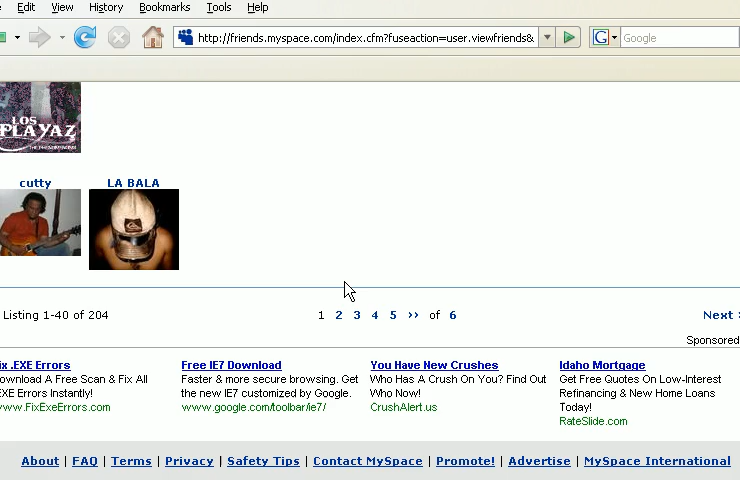 Edit View History Bookmarks Tools Help
http://friends.myspace.com/index.cfm?fuseaction=user.viewfriends& G Google
LOS
PLAYAZ
cutty LA BALA
Listing 1-40 of 204 1 2 3 4 5 >> of 6 Next
Sponsored
ix .EXE Errors Free IE7 Download You Have New Crushes Idaho Mortgage
ownload A Free Scan & Fix All Faster & more secure browsing. Get Who Has A Crush On You? Find Out Get Free Quotes On Low-Interest
EXE Errors Instantly! the new IE7 customized by Google. Who Now! Refinancing & New Home Loans
www.FixExeErrors.com www.google.com/toolbar/ie7/ CrushAlert.us Today!
RateSlide.com
About | FAQ | Terms | Privacy | Safety Tips | Contact MySpace | Promote! | Advertise | MySpace International